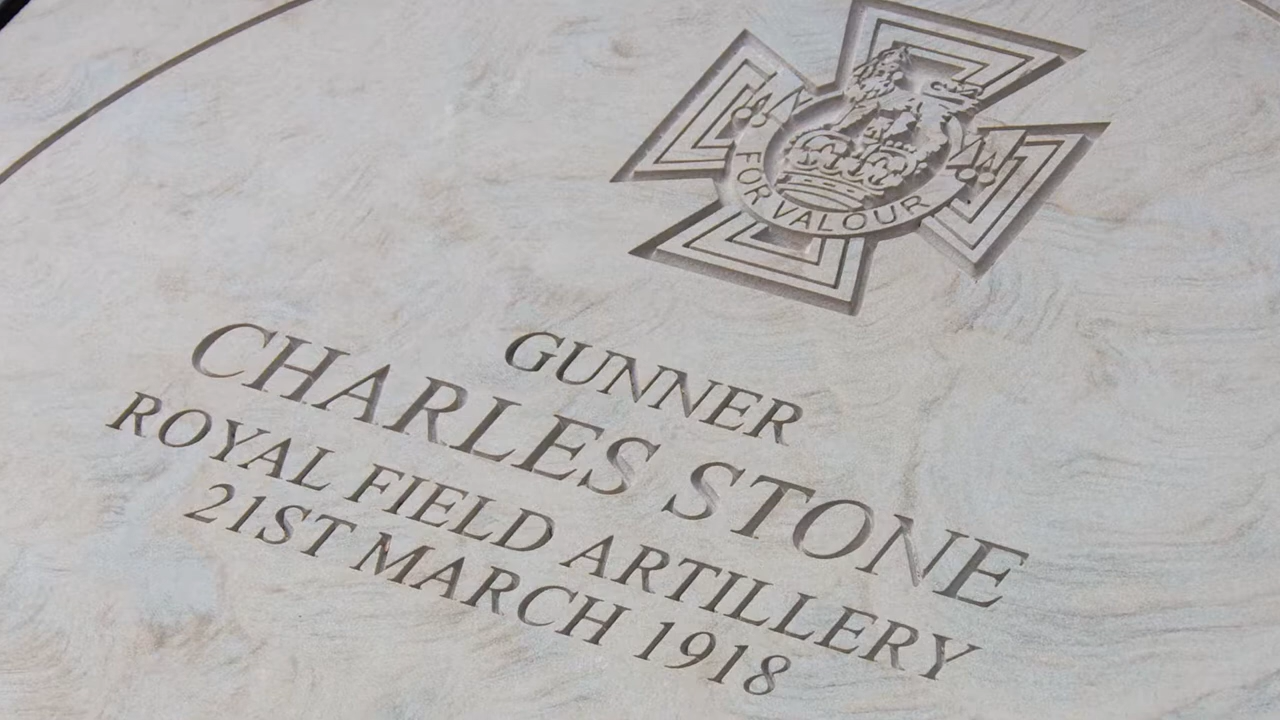 FOR VALOUR
GUNNER
CHARLES STONE
ROYAL FIELD ARTILLERY
21ST MARCH 1918